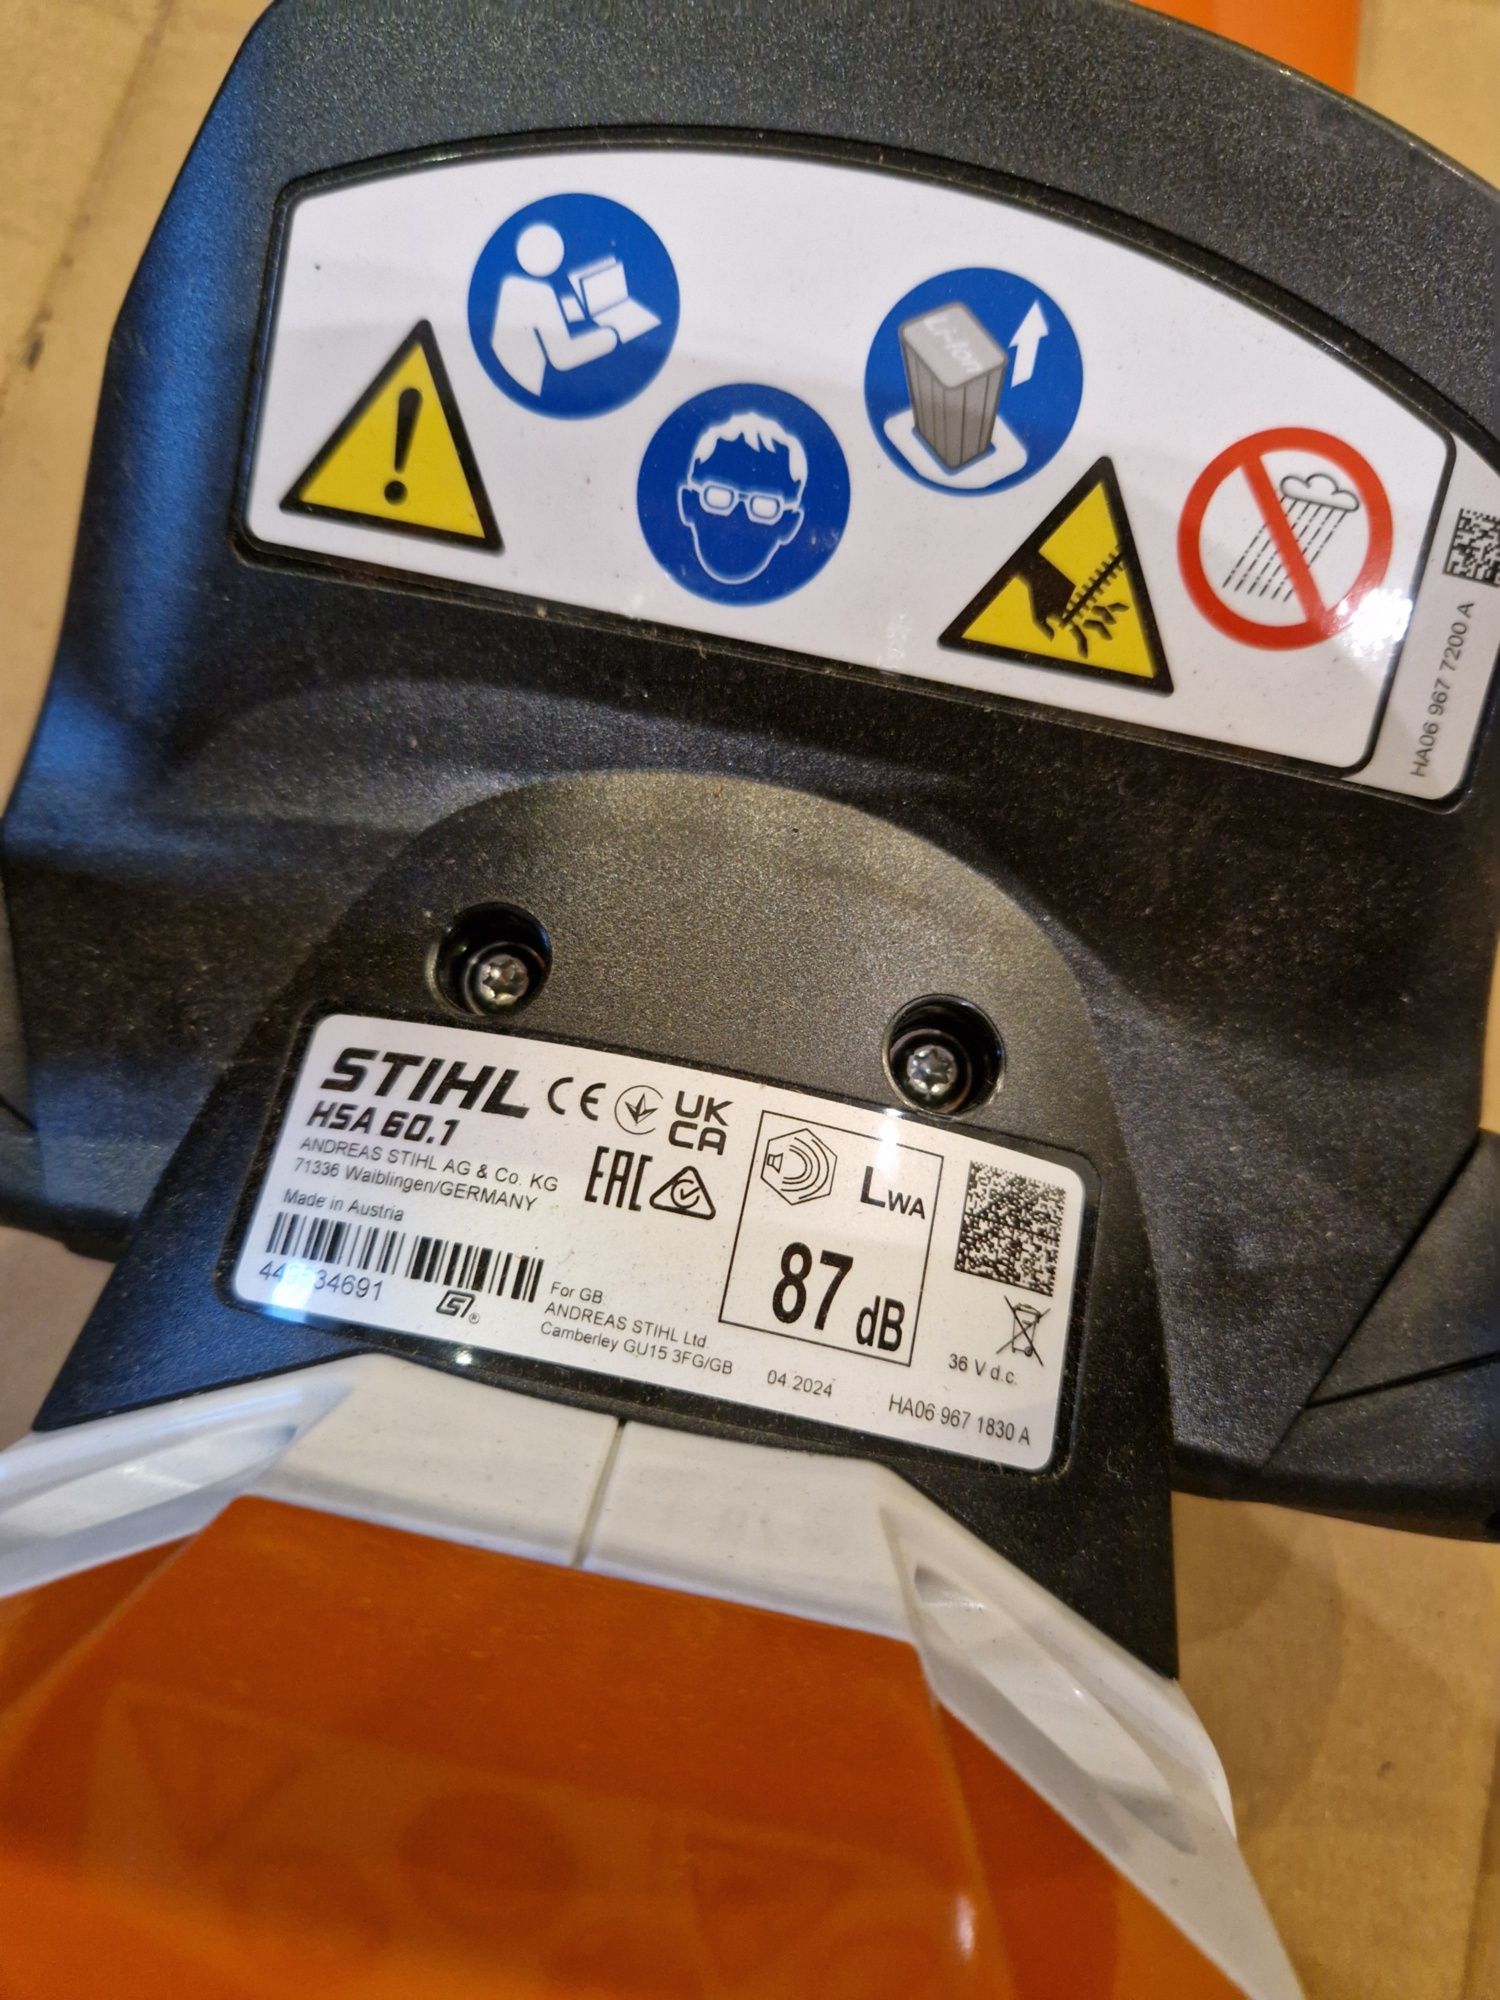 Li-Ion
HA06 967 7200 A
STIHL CE UK CA
HSA 60.1
ANDREAS STIHL AG & Co. KG
71336 Waiblingen/GERMANY
EAC
Made in Austria
LWA
87 dB
For GB
ANDREAS STIHL Ltd.
Camberley GU15 3FG/GB
04.2024
36 V d.c.
HA06 967 1830 A